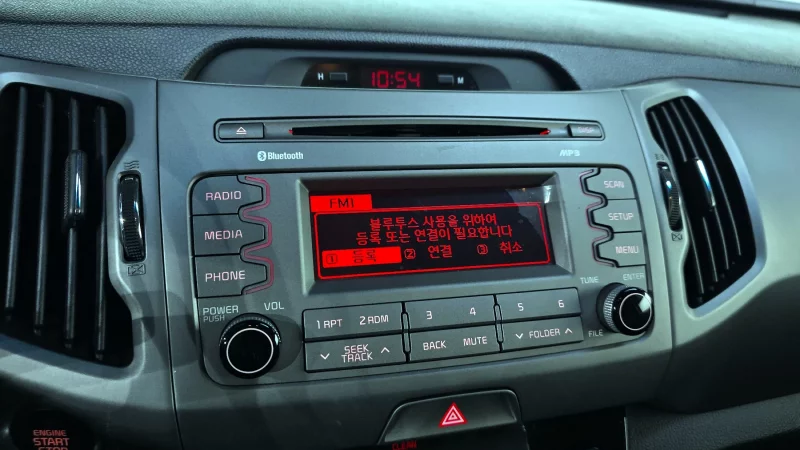 H 10:54 M
Bluetooth
MP3
RADIO
MEDIA
PHONE
FM1
블루투스 사용을 위하여
등록 또는 연결이 필요합니다
① 등록 ② 연결 ③ 취소
SCAN
SETUP
MENU
POWER
PUSH
VOL
TUNE
ENTER
FILE
1 RPT 2 RDM 3 4 5 6
SEEK
TRACK
BACK MUTE
FOLDER
ENGINE
START
STOP